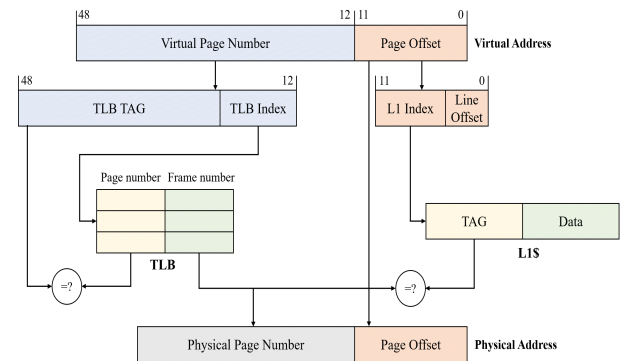 48 12 11 0
Virtual Page Number Page Offset Virtual Address
48 12 11 0
TLB TAG TLB Index L1 Index Line
Offset
Page number Frame number
TAG Data
TLB L1$
=? =?
Physical Page Number Page Offset Physical Address